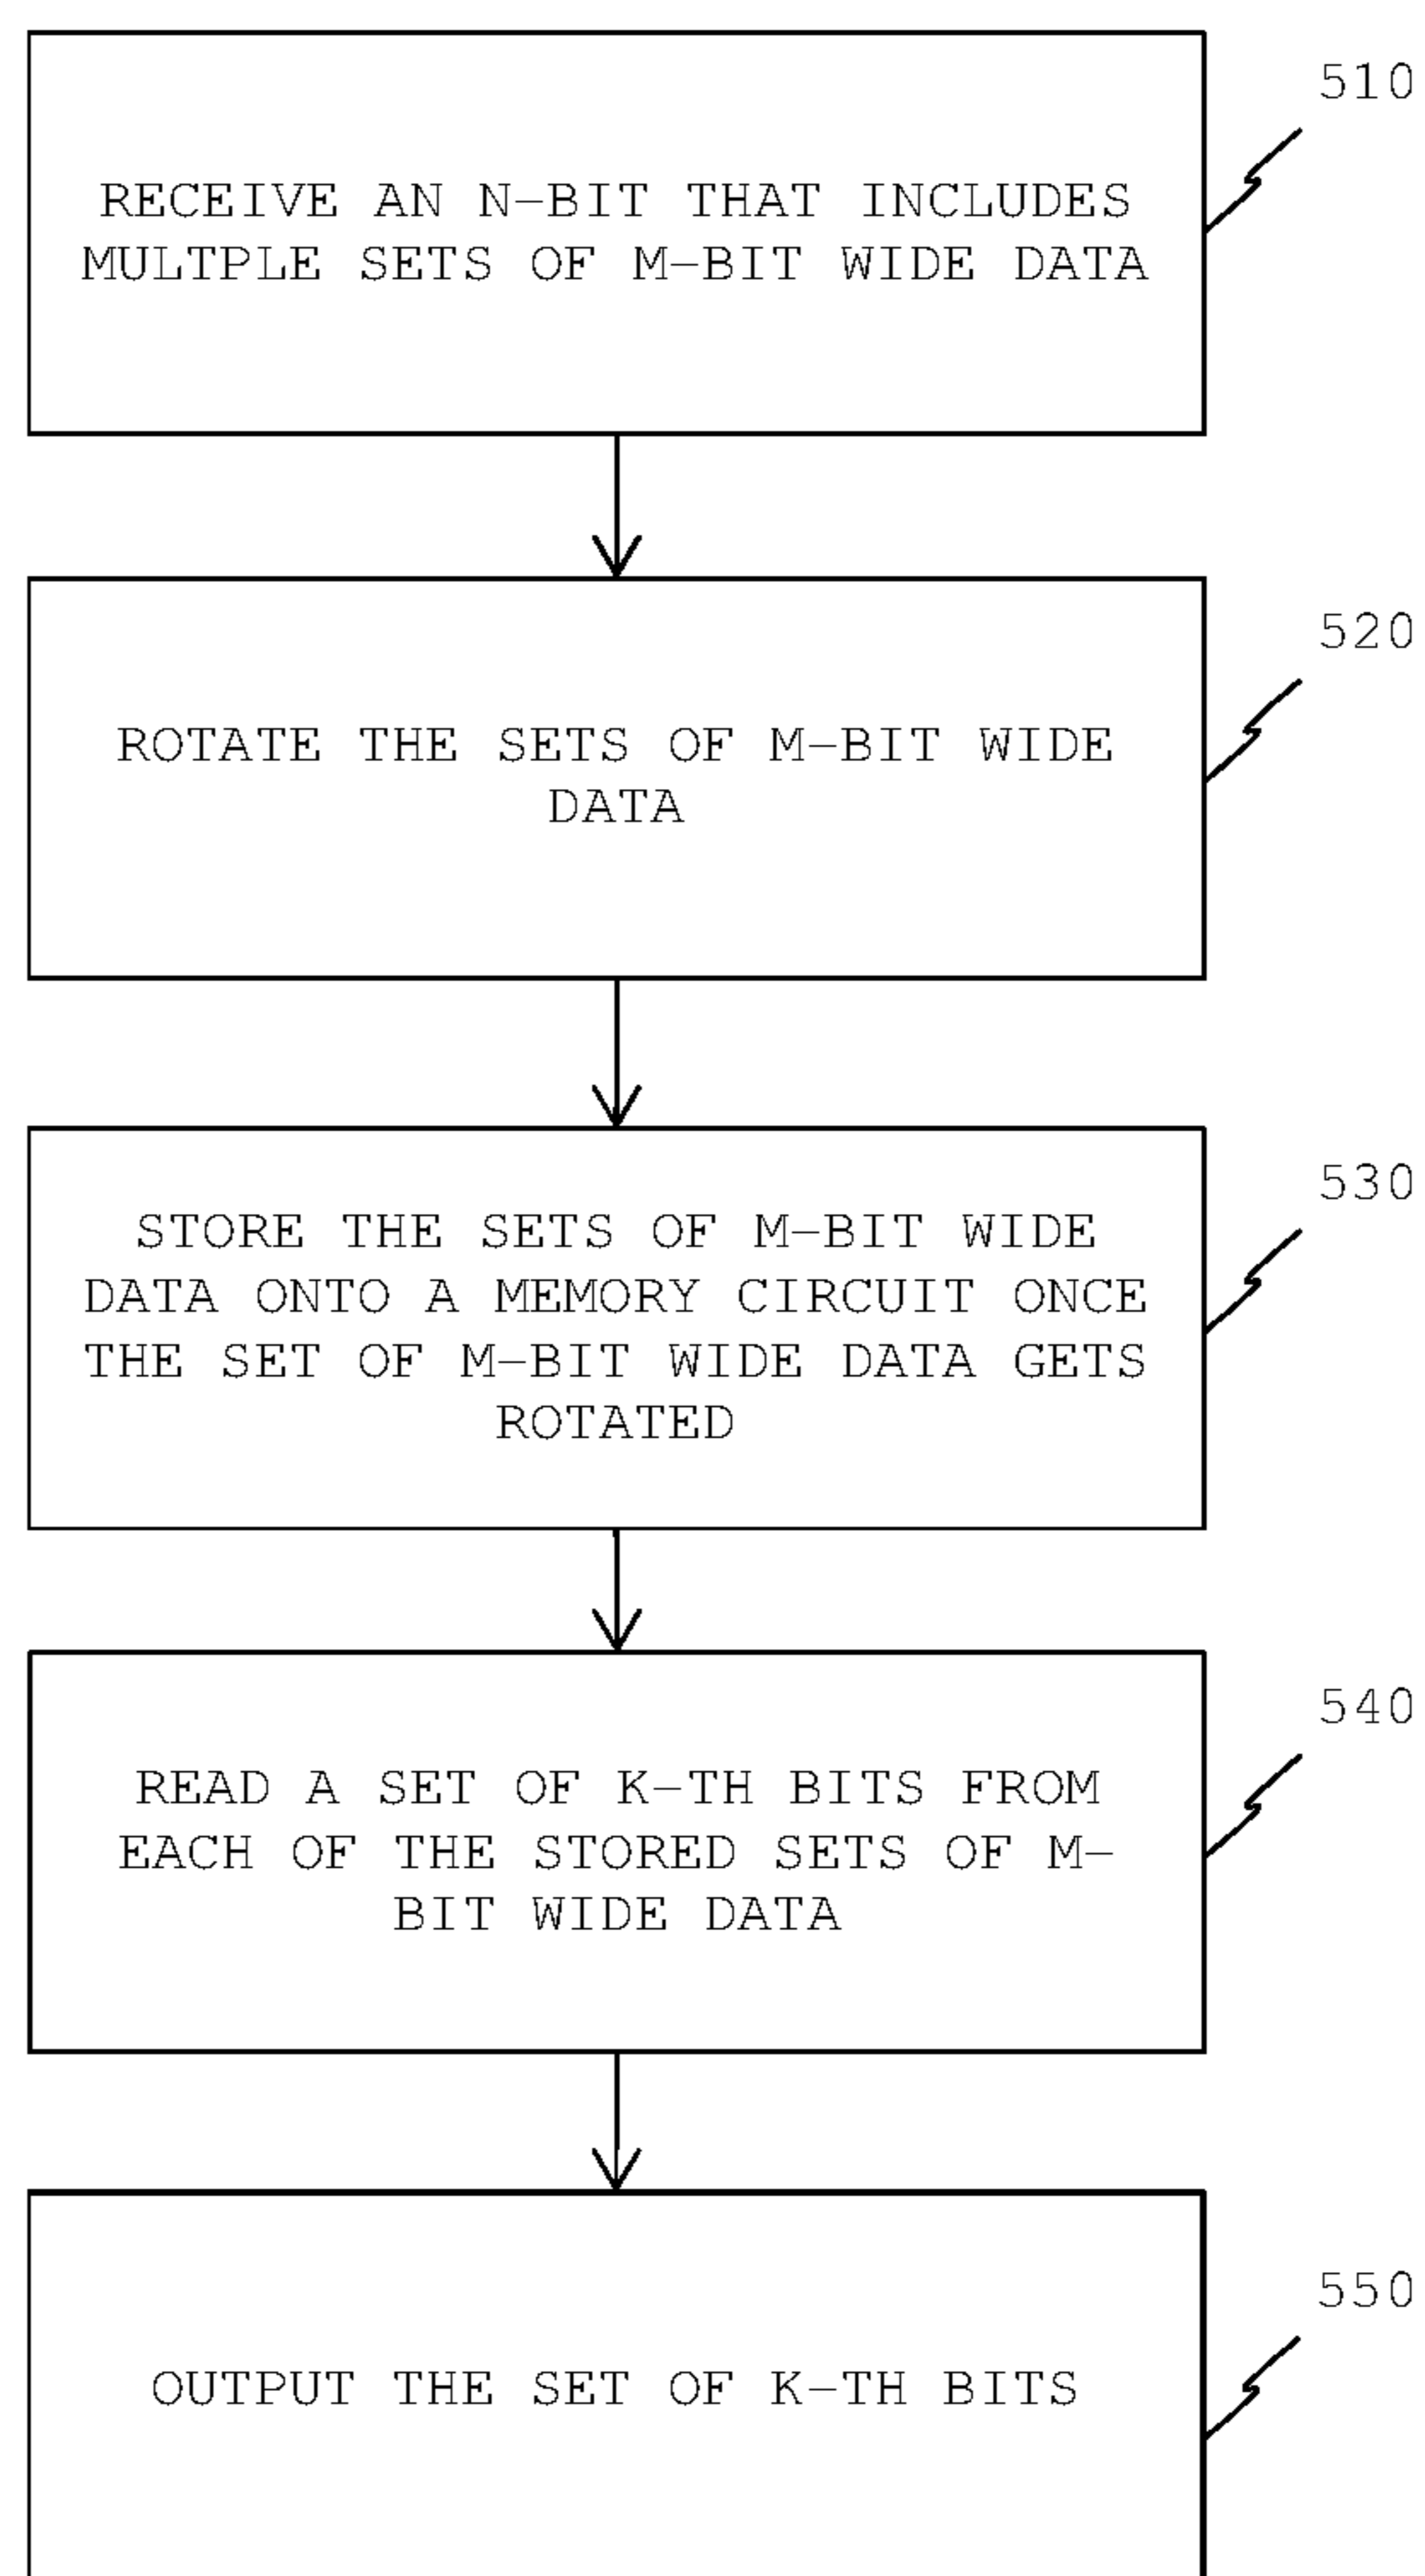 510
RECEIVE AN N-BIT THAT INCLUDES
MULTPLE SETS OF M-BIT WIDE DATA
520
ROTATE THE SETS OF M-BIT WIDE
DATA
530
STORE THE SETS OF M-BIT WIDE
DATA ONTO A MEMORY CIRCUIT ONCE
THE SET OF M-BIT WIDE DATA GETS
ROTATED
540
READ A SET OF K-TH BITS FROM
EACH OF THE STORED SETS OF M-
BIT WIDE DATA
550
OUTPUT THE SET OF K-TH BITS